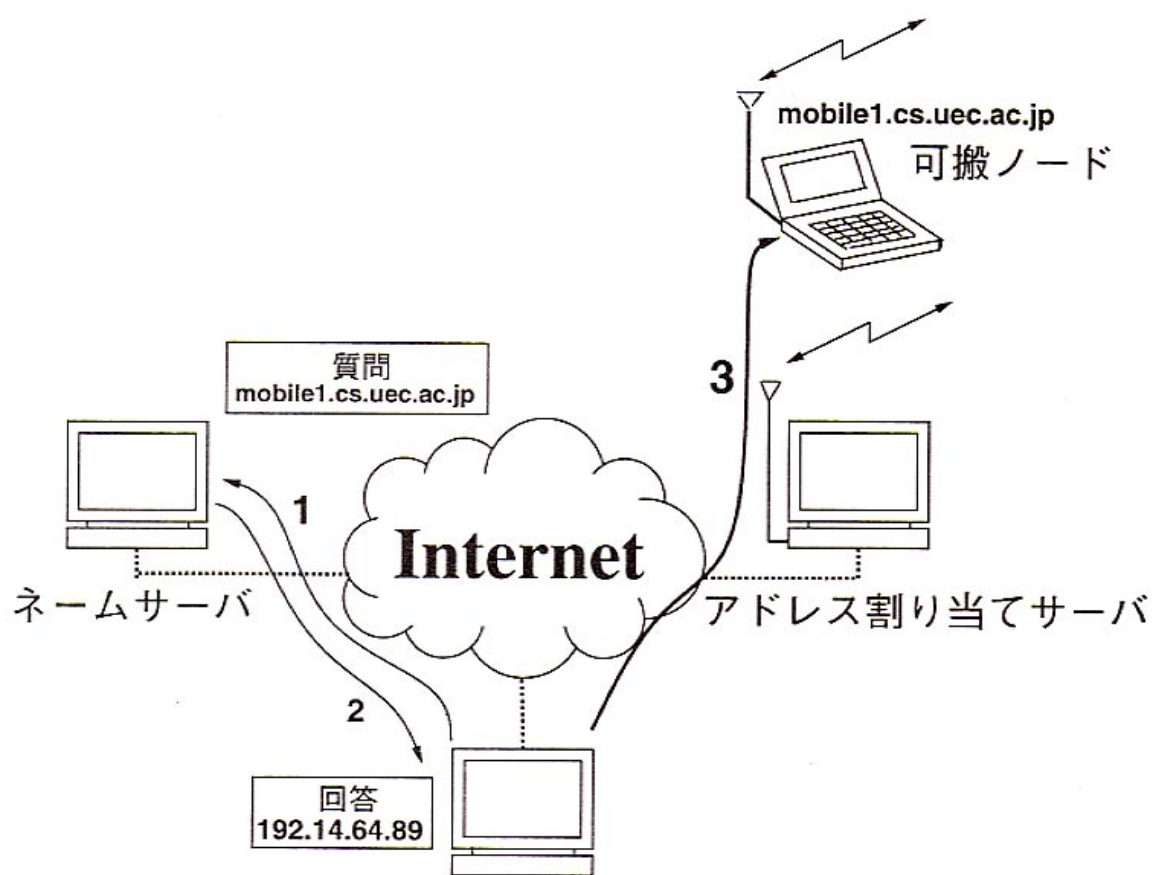 mobile1.cs.uec.ac.jp
可搬ノード
質問
mobile1.cs.uec.ac.jp
3
1
Internet
ネームサーバ
アドレス割り当てサーバ
2
回答
192.14.64.89